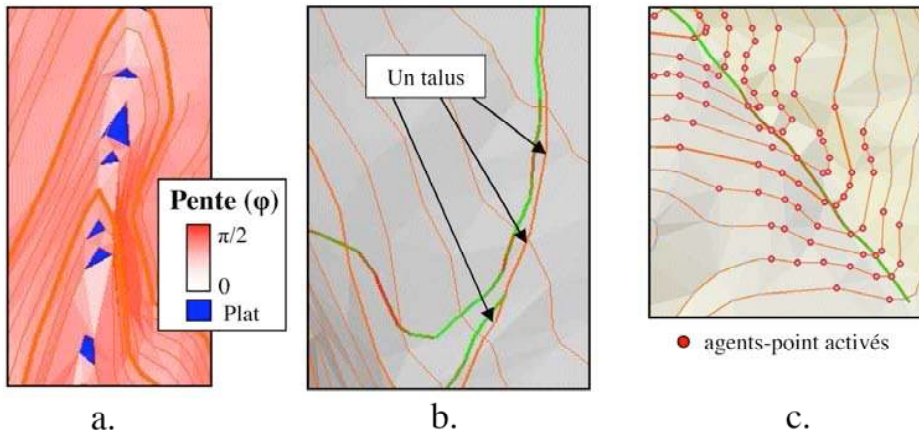 Pente (φ)
π/2
0
Plat
Un talus
agents-point activés
a.
b.
c.